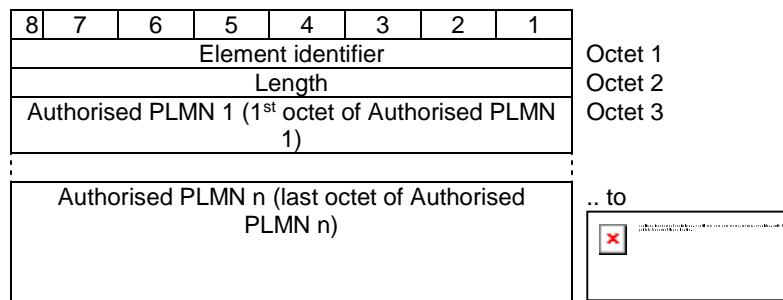 8 7 6 5 4 3 2 1
Element identifier Octet 1
Length Octet 2
Authorised PLMN 1 (1st octet of Authorised PLMN Octet 3
1)
Authorised PLMN n (last octet of Authorised .. to
PLMN n)